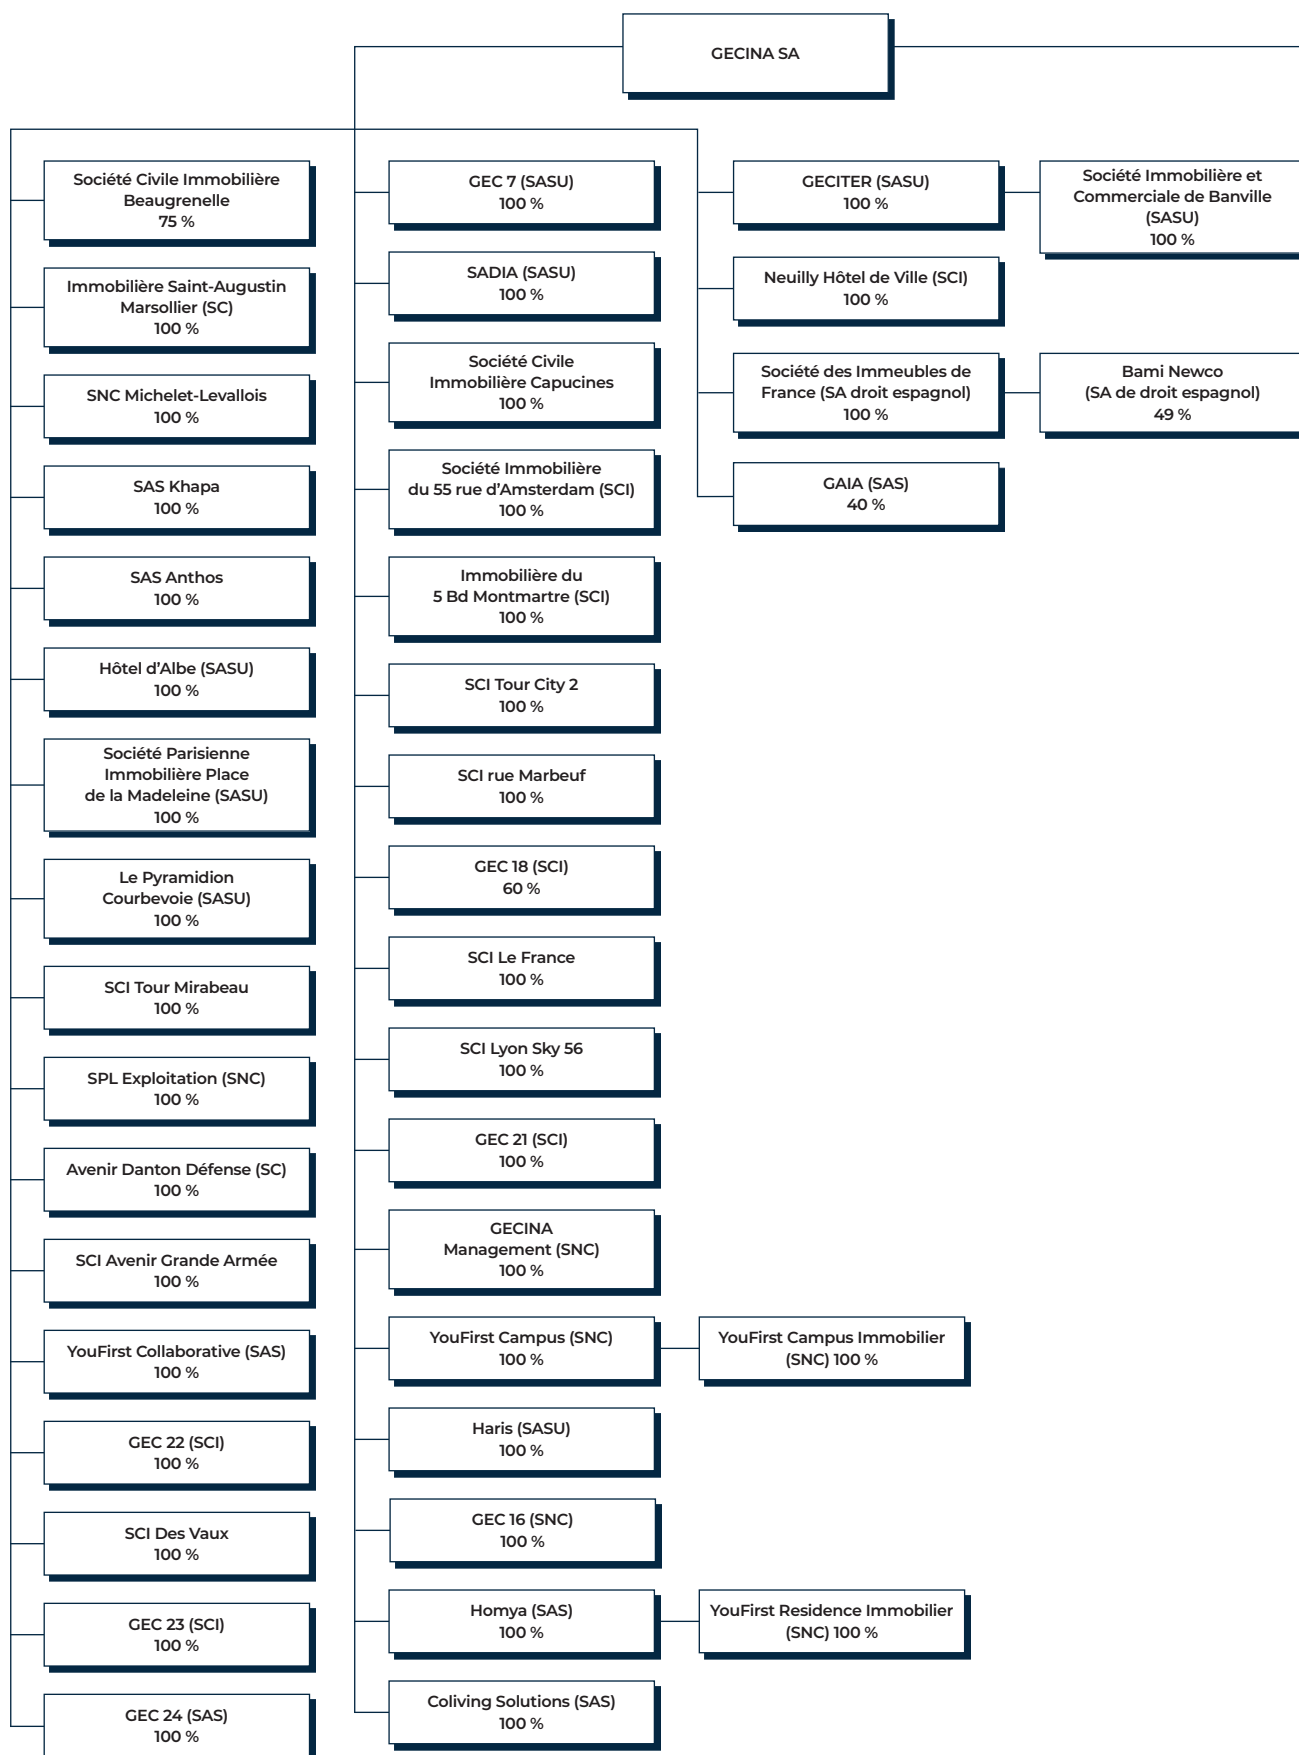 GECINA SA
Société Civile Immobilière
Beaugrenelle
75 %
Immobilière Saint-Augustin
Marsollier (SC)
100 %
SNC Michelet-Levallois
100 %
SAS Khapa
100 %
SAS Anthos
100 %
Hôtel d’Albe (SASU)
100 %
Société Parisienne
Immobilière Place
de la Madeleine (SASU)
100 %
Le Pyramidion
Courbevoie (SASU)
100 %
SCI Tour Mirabeau
100 %
SPL Exploitation (SNC)
100 %
Avenir Danton Défense (SC)
100 %
SCI Avenir Grande Armée
100 %
YouFirst Collaborative (SAS)
100 %
GEC 22 (SCI)
100 %
SCI Des Vaux
100 %
GEC 23 (SCI)
100 %
GEC 24 (SAS)
100 %
GEC 7 (SASU)
100 %
SADIA (SASU)
100 %
Société Civile
Immobilière Capucines
100 %
Société Immobilière
du 55 rue d’Amsterdam (SCI)
100 %
Immobilière du
5 Bd Montmartre (SCI)
100 %
SCI Tour City 2
100 %
SCI rue Marbeuf
100 %
GEC 18 (SCI)
60 %
SCI Le France
100 %
SCI Lyon Sky 56
100 %
GEC 21 (SCI)
100 %
GECINA
Management (SNC)
100 %
YouFirst Campus (SNC)
100 %
YouFirst Campus Immobilier
(SNC) 100 %
Haris (SASU)
100 %
GEC 16 (SNC)
100 %
Homya (SAS)
100 %
YouFirst Residence Immobilier
(SNC) 100 %
Coliving Solutions (SAS)
100 %
GECITER (SASU)
100 %
Société Immobilière et
Commerciale de Banville
(SASU)
100 %
Neuilly Hôtel de Ville (SCI)
100 %
Société des Immeubles de
France (SA droit espagnol)
100 %
Bami Newco
(SA de droit espagnol)
49 %
GAIA (SAS)
40 %